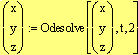 (x y z) := Odesolve[(x y z), t, 2]